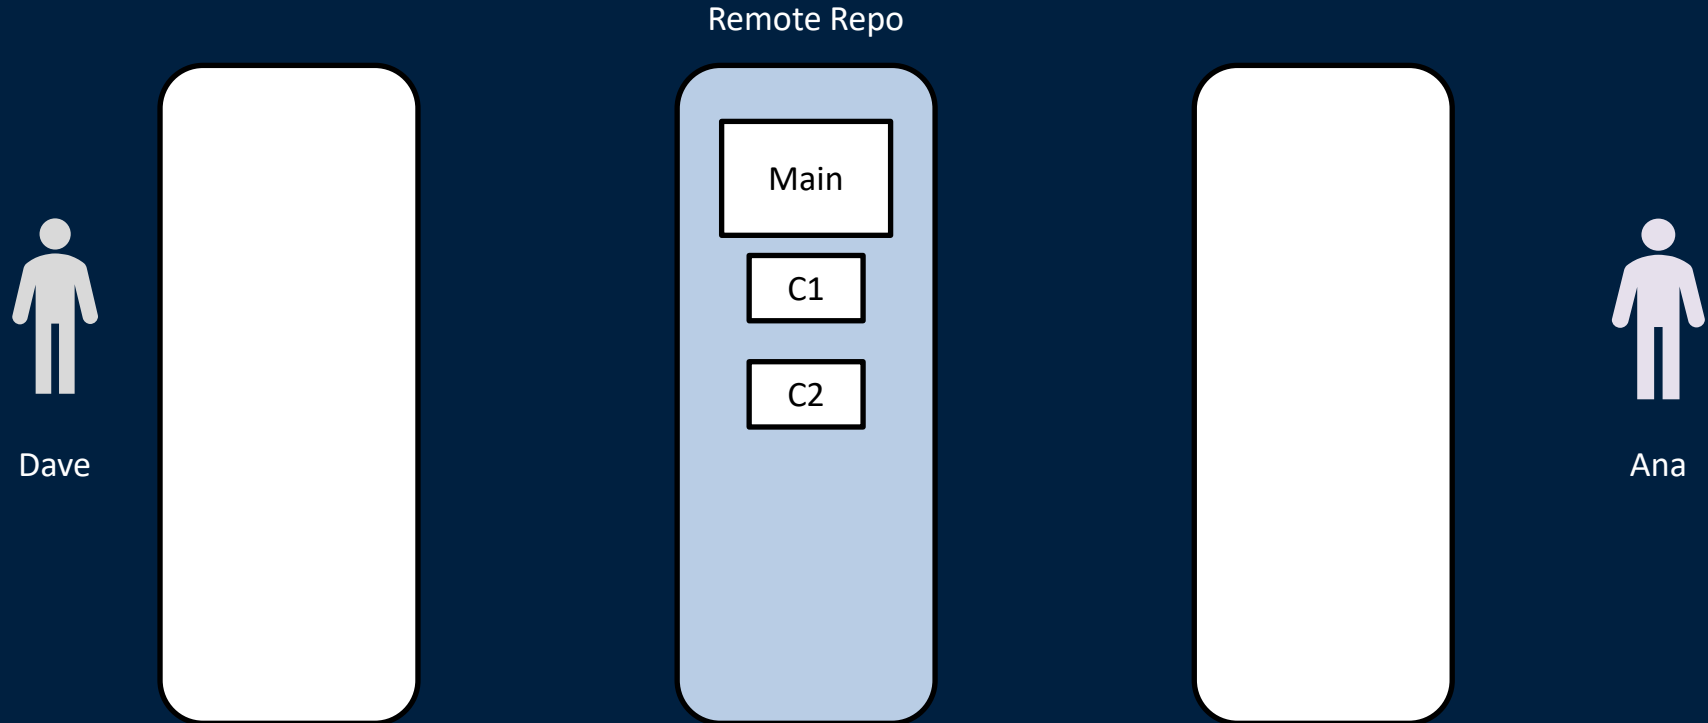 Remote Repo
Main
C1
C2
Dave
Ana